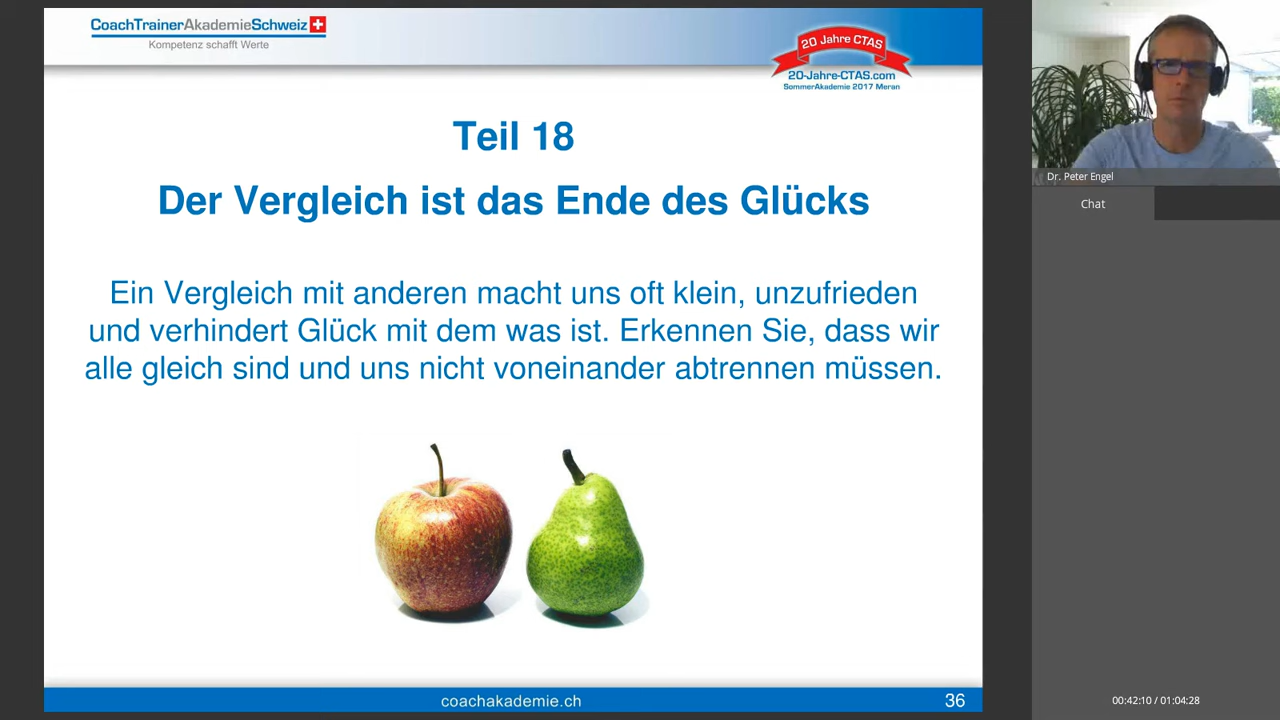 CoachTrainerAkademieSchweiz
Kompetenz schafft Werte
20 Jahre CTAS
20-Jahre-CTAS.com
SommerAkademie 2017 Meran
Teil 18
Der Vergleich ist das Ende des Glücks
Ein Vergleich mit anderen macht uns oft klein, unzufrieden
und verhindert Glück mit dem was ist. Erkennen Sie, dass wir
alle gleich sind und uns nicht voneinander abtrennen müssen.
coachakademie.ch
36
Dr. Peter Engel
Chat
00:42:10 / 01:04:28